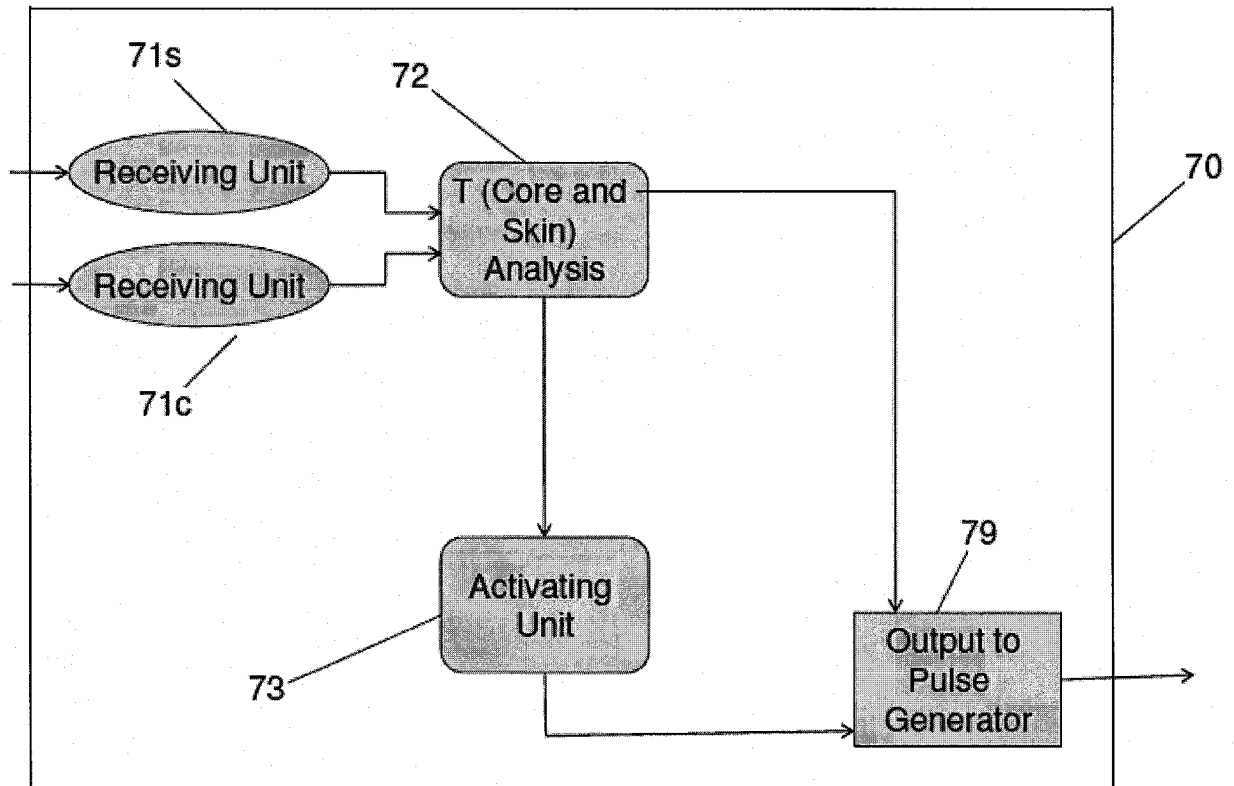 71s
72
70
Receiving Unit
T (Core and
Skin)
Analysis
Receiving Unit
71c
79
Activating
Unit
Output to
Pulse
Generator
73